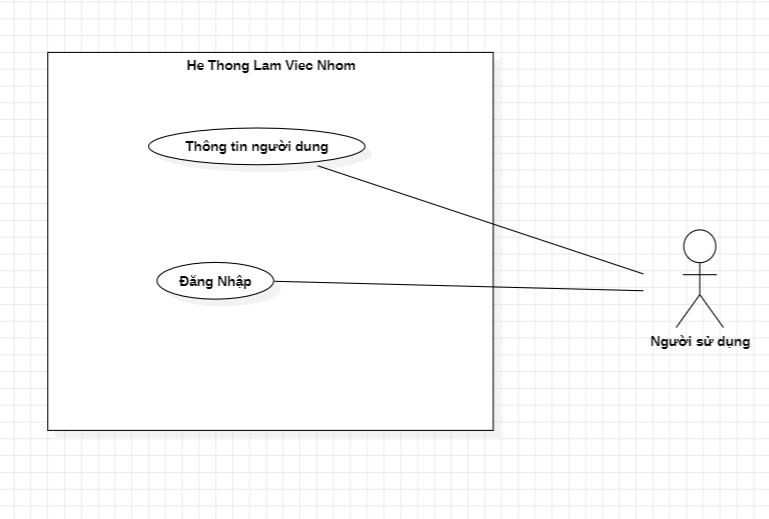 He Thong Lam Viec Nhom
Thông tin người dung
Đăng Nhập
Người sử dụng